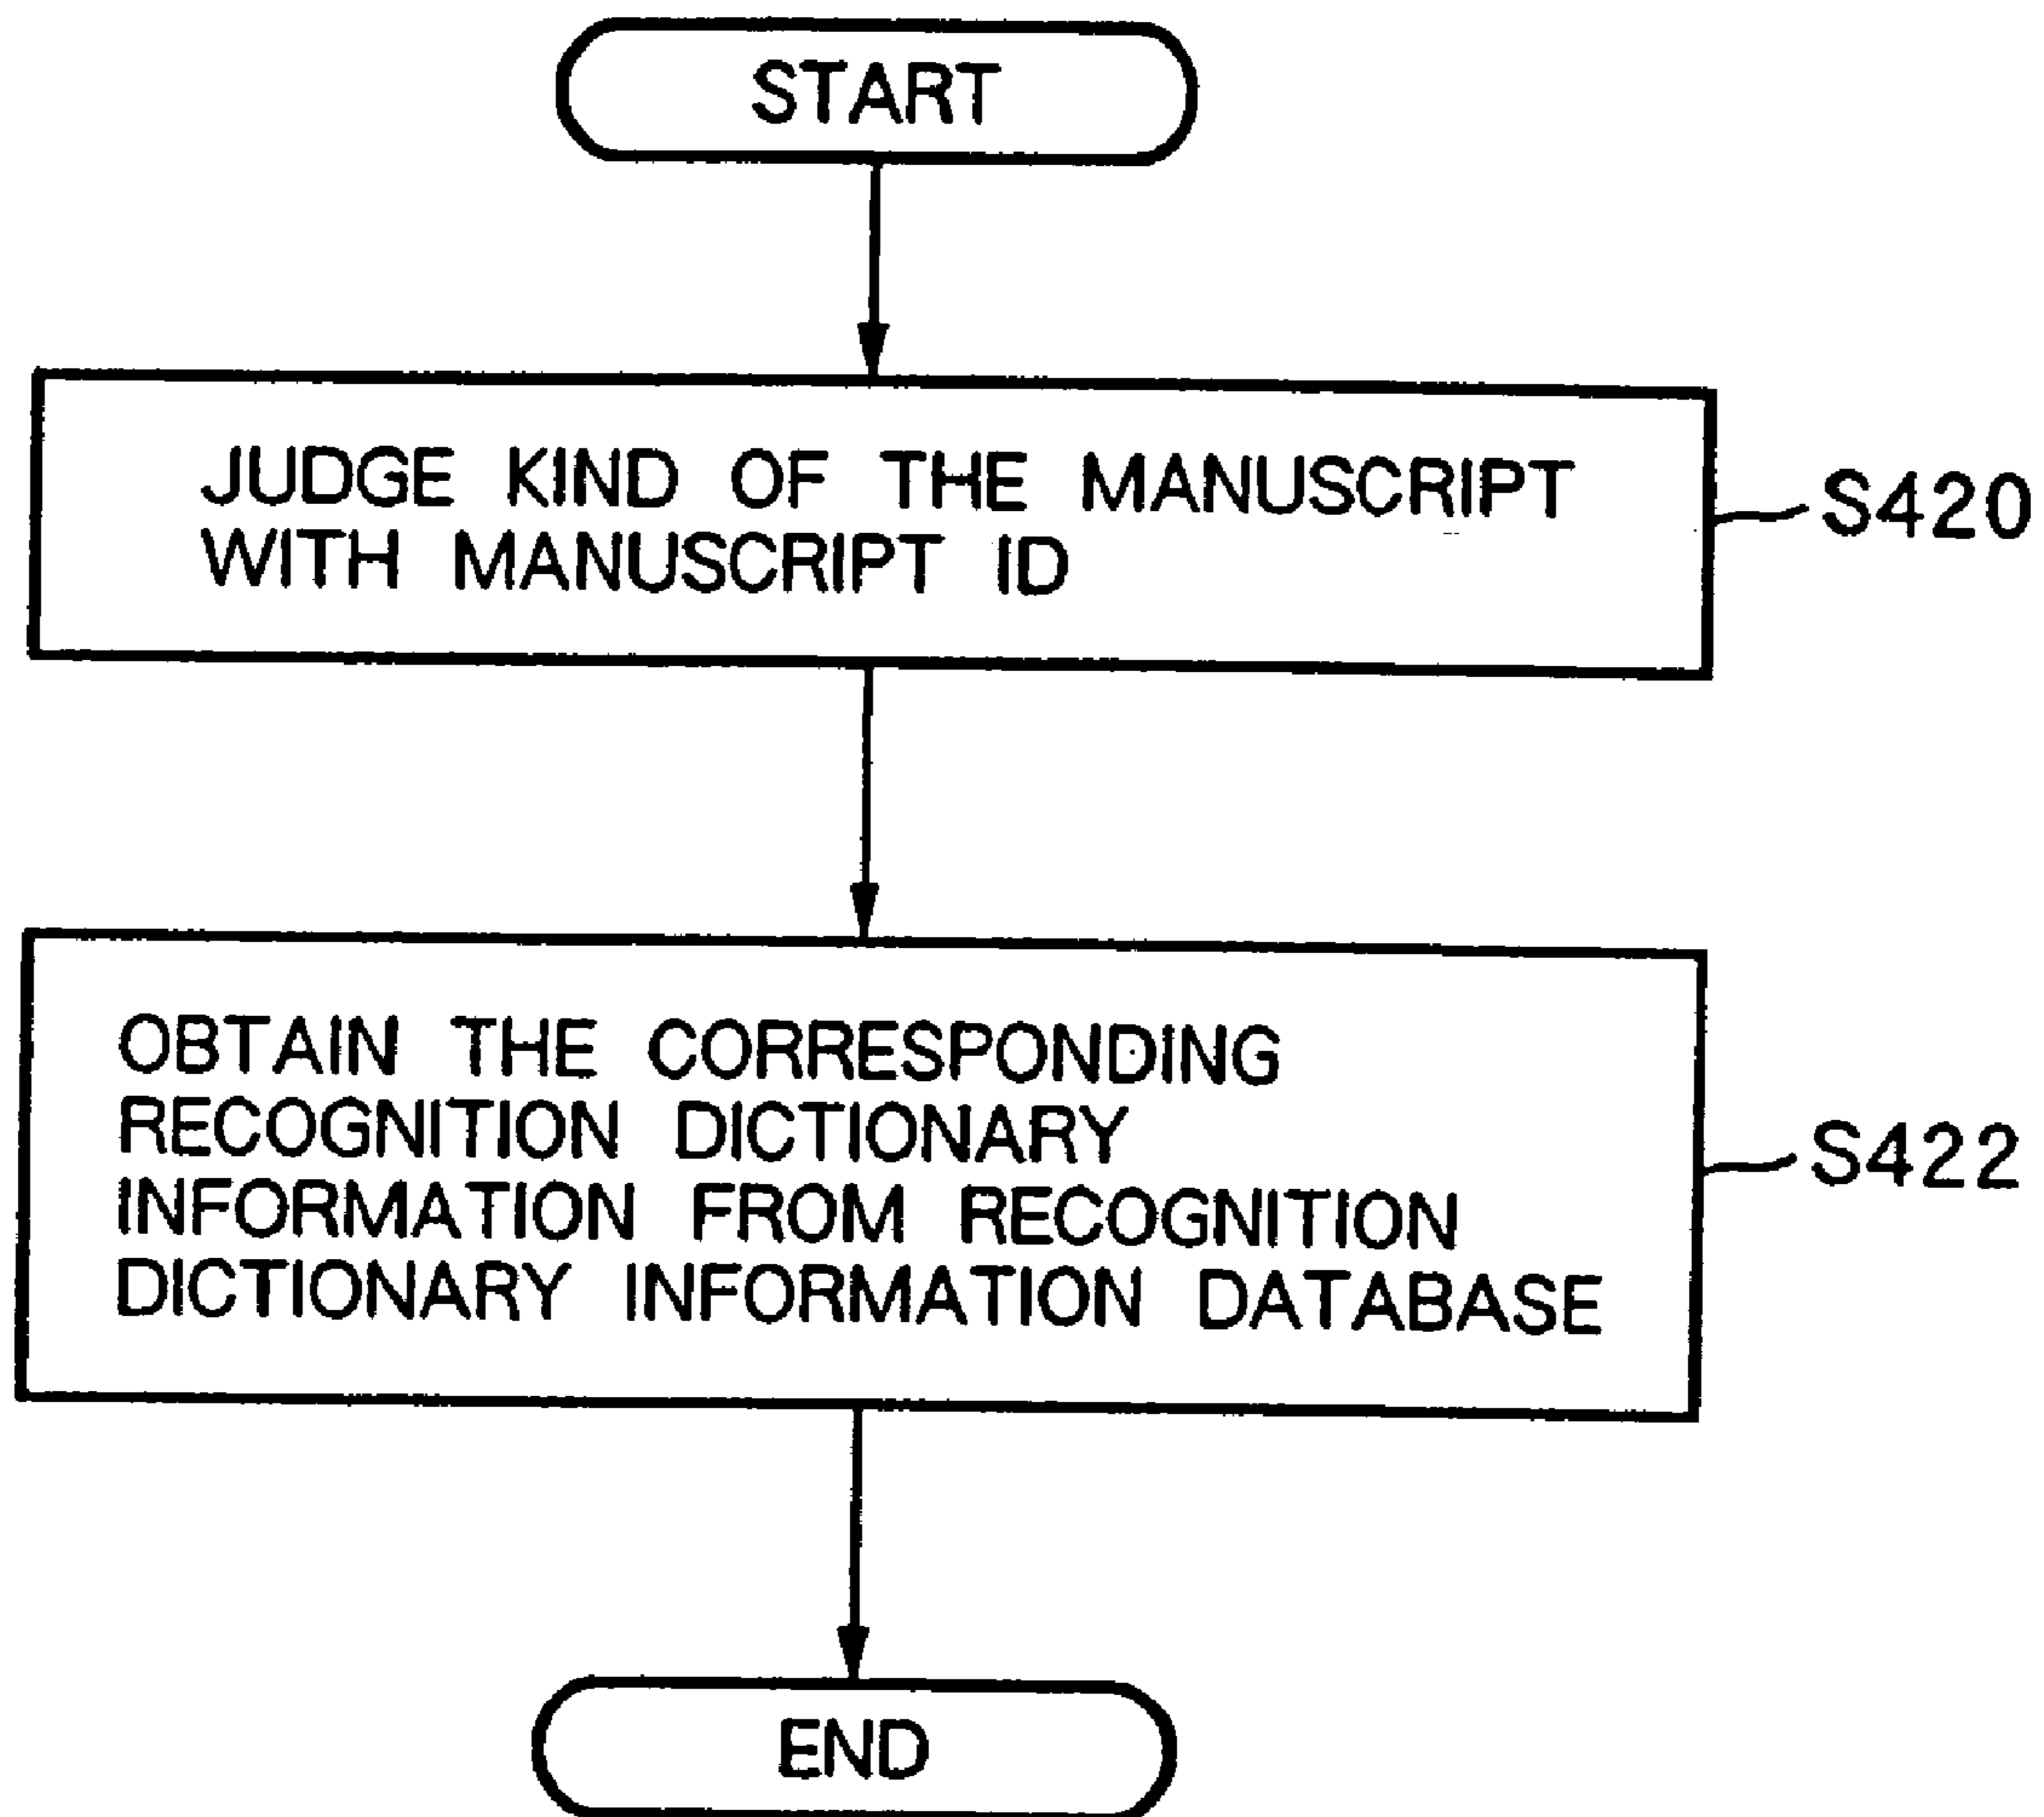 START
JUDGE KIND OF THE MANUSCRIPT
WITH MANUSCRIPT ID
S420
OBTAIN THE CORRESPONDING
RECOGNITION DICTIONARY
INFORMATION FROM RECOGNITION
DICTIONARY INFORMATION DATABASE
S422
END